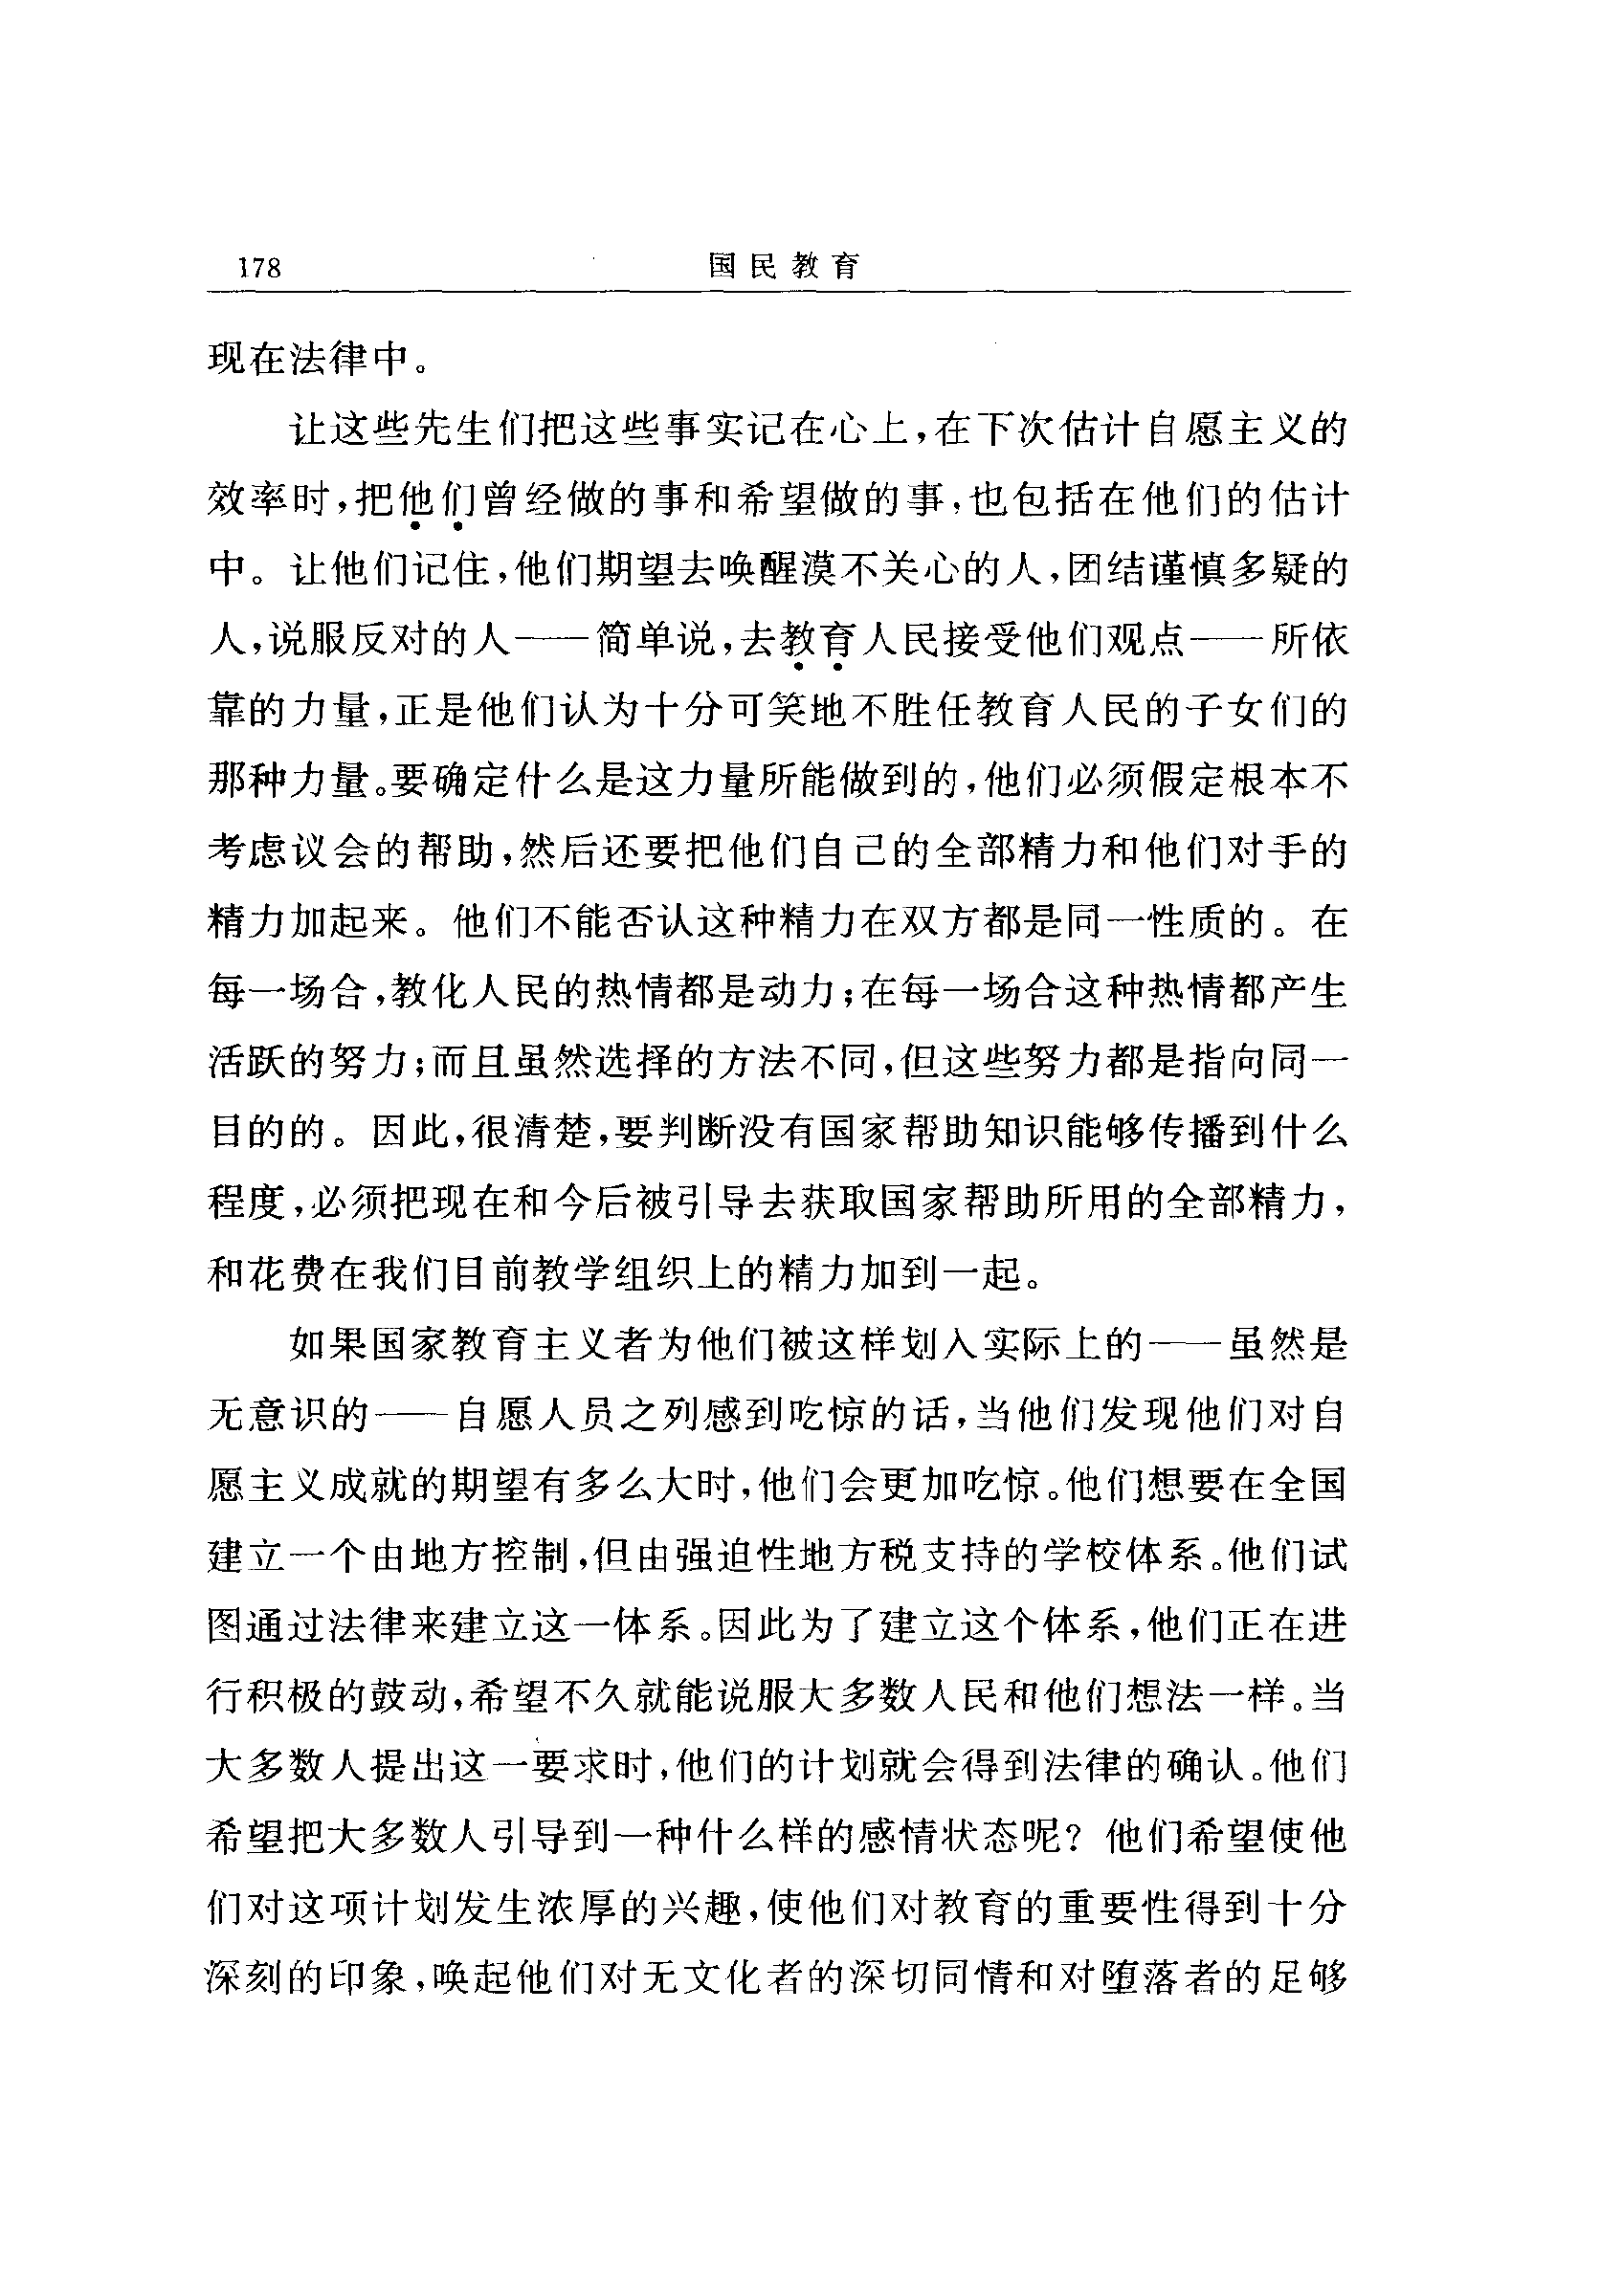 178 国民教育
现在法律中。
让这些先生们把这些事实记在心上,在下次估计自愿主义的
效率时,把他们曾经做的事和希望做的事,也包括在他们的估计
中。让他们记住,他们期望去唤醒漠不关心的人,团结谨慎多疑的
人,说服反对的人——简单说,去教育人民接受他们观点——所依
靠的力量,正是他们认为十分可笑地不胜任教育人民的子女们的
那种力量。要确定什么是这力量所能做到的,他们必须假定根本不
考虑议会的帮助,然后还要把他们自己的全部精力和他们对手的
精力加起来。他们不能否认这种精力在双方都是同一性质的。在
每一场合,教化人民的热情都是动力;在每一场合这种热情都产生
活跃的努力;而且虽然选择的方法不同,但这些努力都是指向同一
目的的。因此,很清楚,要判断没有国家帮助知识能够传播到什么
程度,必须把现在和今后被引导去获取国家帮助所用的全部精力,
和花费在我们目前教学组织上的精力加到一起。
如果国家教育主义者为他们被这样划入实际上的——虽然是
无意识的——自愿人员之列感到吃惊的话,当他们发现他们对自
愿主义成就的期望有多么大时,他们会更加吃惊。他们想要在全国
建立一个由地方控制,但由强迫性地方税支持的学校体系。他们试
图通过法律来建立这一体系。因此为了建立这个体系,他们正在进
行积极的鼓动,希望不久就能说服大多数人民和他们想法一样。当
大多数人提出这一要求时,他们的计划就会得到法律的确认。他们
希望把大多数人引导到一种什么样的感情状态呢?他们希望使他
们对这项计划发生浓厚的兴趣,使他们对教育的重要性得到十分
深刻的印象,唤起他们对无文化者的深切同情和对堕落者的足够